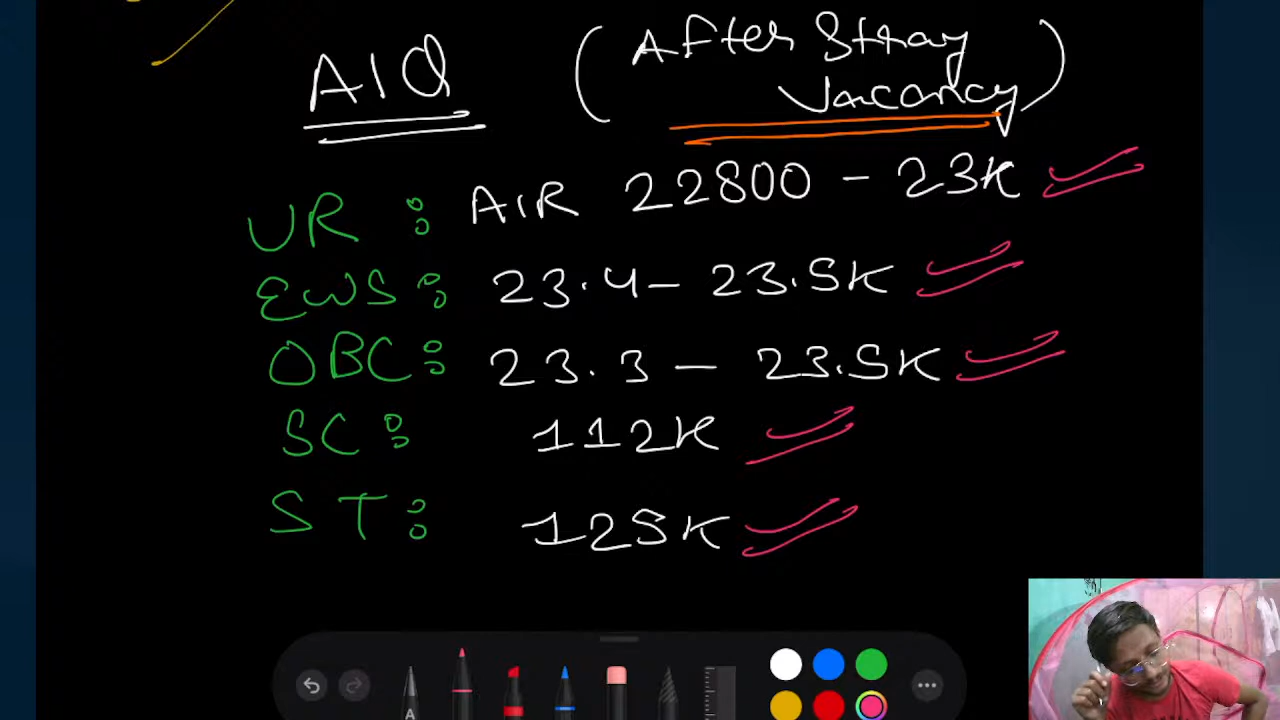 AIQ (After Stray Vacancy)
UR : AIR 22800 - 23K
EWS : 23.4 - 23.5K
OBC : 23.3 - 23.5K
SC : 112K
ST : 125K
A